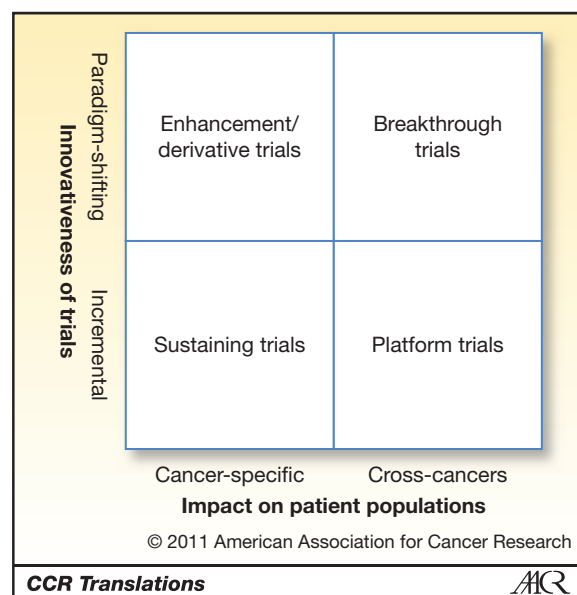 Paradigm-shifting
Innovativeness of trials
Incremental
Enhancement/
derivative trials
Breakthrough
trials
Sustaining trials
Platform trials
Cancer-specific
Cross-cancers
Impact on patient populations
© 2011 American Association for Cancer Research
CCR Translations
AACR